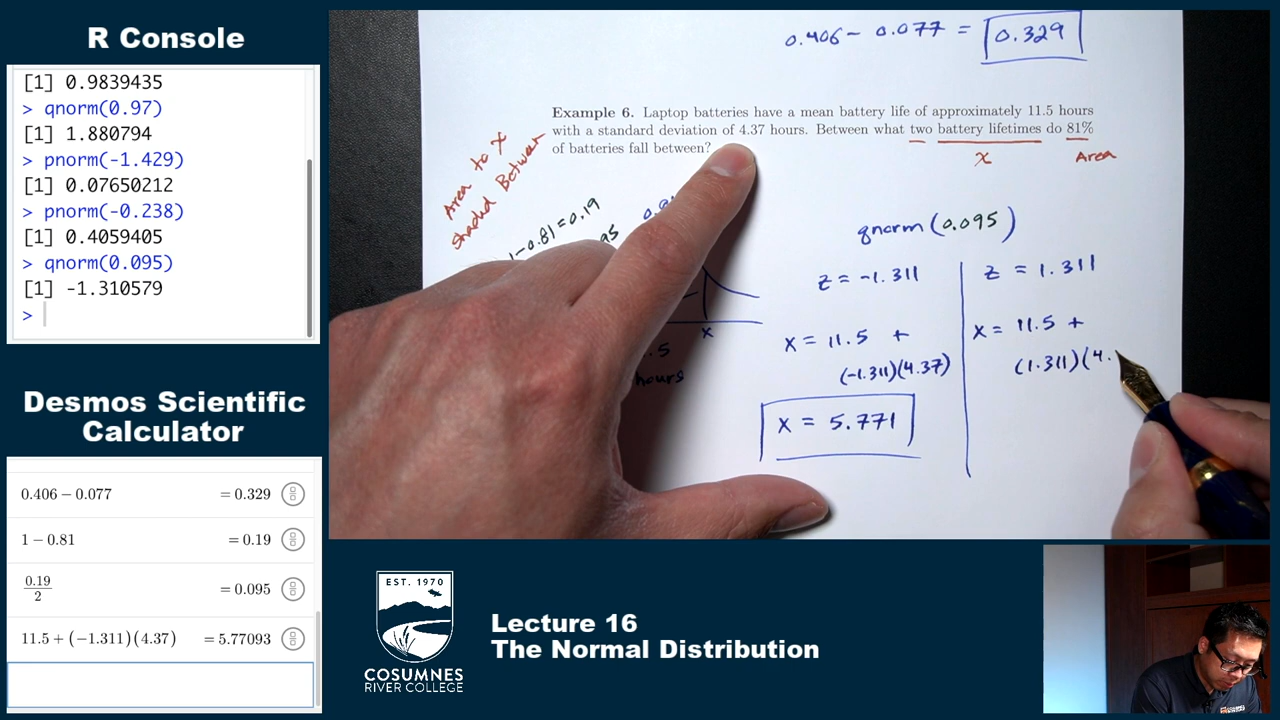 R Console
[1] 0.9839435
> qnorm(0.97)
[1] 1.880794
> pnorm(-1.429)
[1] 0.07650212
> pnorm(-0.238)
[1] 0.4059405
> qnorm(0.095)
[1] -1.310579
>
Desmos Scientific
Calculator
0.406 − 0.077 = 0.329
1 − 0.81 = 0.19
0.19/2 = 0.095
11.5 + (−1.311)(4.37) = 5.77093
0.406 − 0.077 = 0.329
Example 6. Laptop batteries have a mean battery life of approximately 11.5 hours
with a standard deviation of 4.37 hours. Between what two battery lifetimes do 81%
of batteries fall between?
x
Area
Area to x
Shaded Between
1−0.81=0.19
qnorm(0.095)
z = −1.311
x = 11.5 +
(−1.311)(4.37)
x = 5.771
z = 1.311
x = 11.5 +
(1.311)(4.
x
hours
EST. 1970
COSUMNES
RIVER COLLEGE
Lecture 16
The Normal Distribution